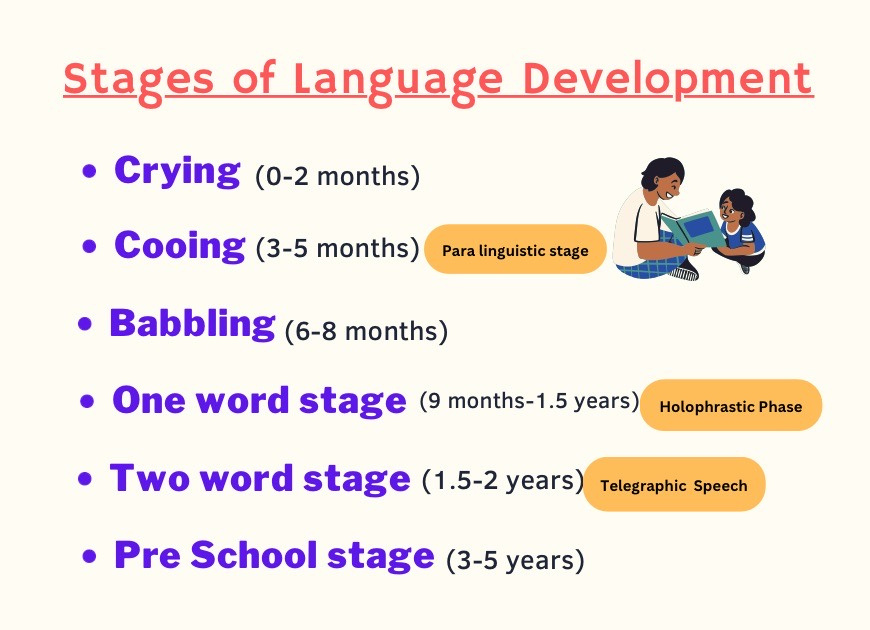 Stages of Language Development
• Crying (0-2 months)
• Cooing (3-5 months) Para linguistic stage
• Babbling (6-8 months)
• One word stage (9 months-1.5 years) Holophrastic Phase
• Two word stage (1.5-2 years) Telegraphic Speech
• Pre School stage (3-5 years)